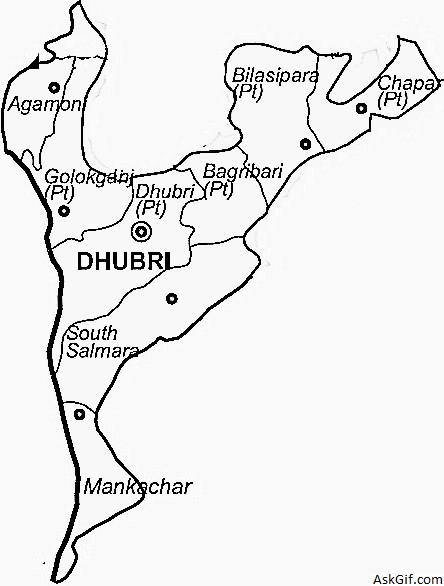 Bilasipara
(Pt)
Chapar
(Pt)
Agamoni
Golokganj
(Pt)
Dhubri
(Pt)
Bagribari
(Pt)
DHUBRI
South
Salmara
Mankachar
AskGif.com